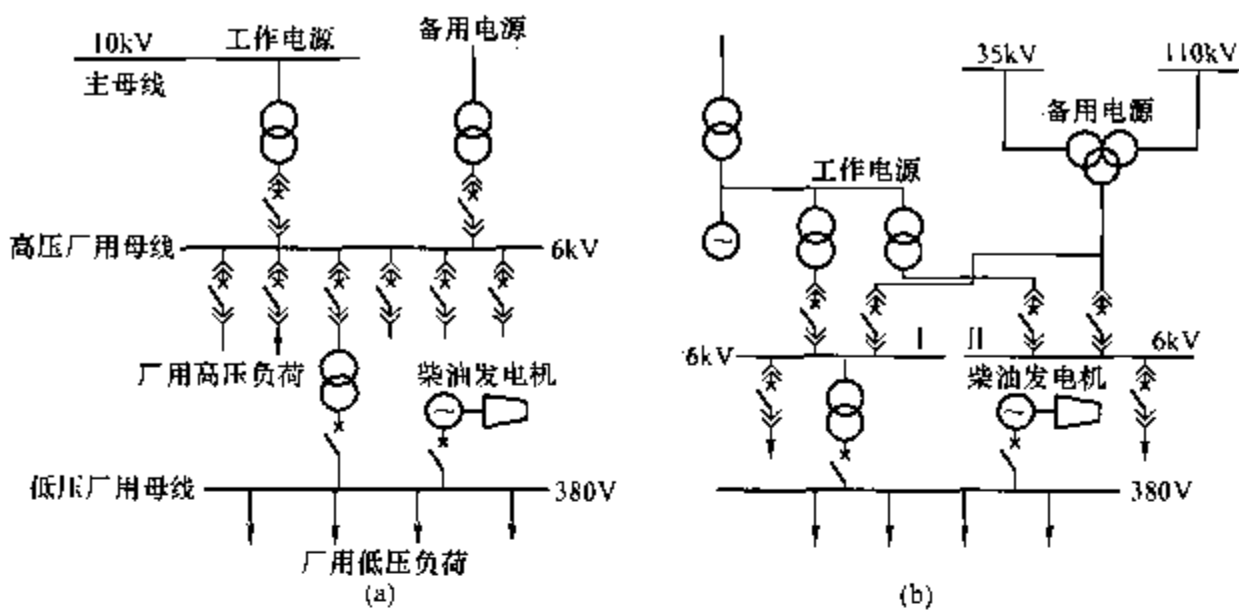 10kV
工作电源
主母线
备用电源
高压厂用母线
6kV
厂用高压负荷
柴油发电机
低压厂用母线
380V
厂用低压负荷
(a)
35kV
110kV
备用电源
工作电源
6kV
I
II
6kV
柴油发电机
380V
(b)